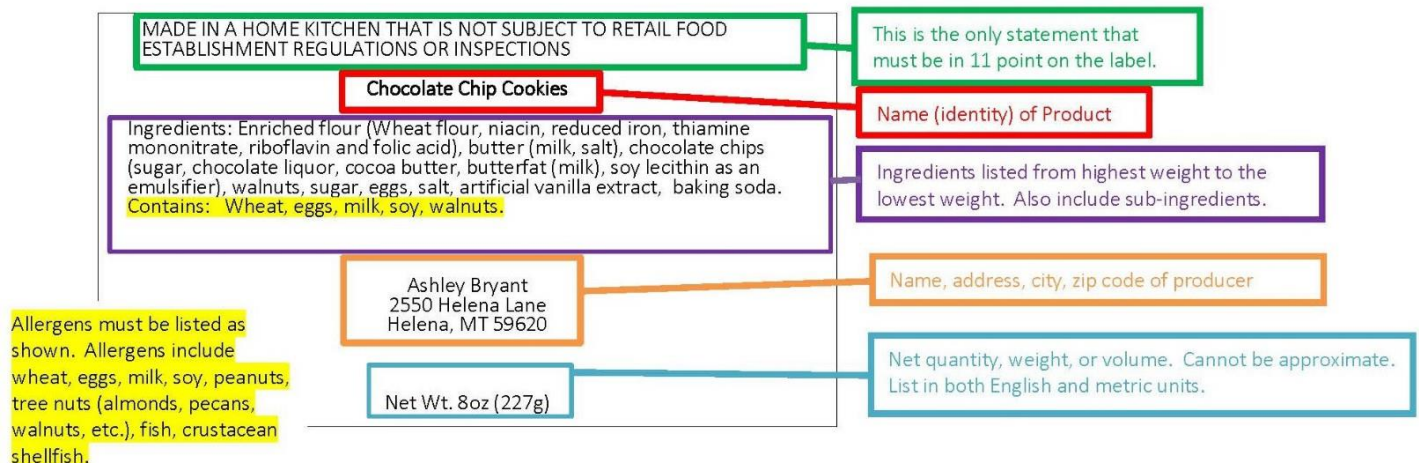 MADE IN A HOME KITCHEN THAT IS NOT SUBJECT TO RETAIL FOOD
ESTABLISHMENT REGULATIONS OR INSPECTIONS
This is the only statement that
must be in 11 point on the label.
Chocolate Chip Cookies
Name (identity) of Product
Ingredients: Enriched flour (Wheat flour, niacin, reduced iron, thiamine
mononitrate, riboflavin and folic acid), butter (milk, salt), chocolate chips
(sugar, chocolate liquor, cocoa butter, butterfat (milk), soy lecithin as an
emulsifier), walnuts, sugar, eggs, salt, artificial vanilla extract, baking soda.
Contains: Wheat, eggs, milk, soy, walnuts.
Ingredients listed from highest weight to the
lowest weight. Also include sub-ingredients.
Ashley Bryant
2550 Helena Lane
Helena, MT 59620
Name, address, city, zip code of producer
Allergens must be listed as
shown. Allergens include
wheat, eggs, milk, soy, peanuts,
tree nuts (almonds, pecans,
walnuts, etc.), fish, crustacean
shellfish.
Net Wt. 8oz (227g)
Net quantity, weight, or volume. Cannot be approximate.
List in both English and metric units.